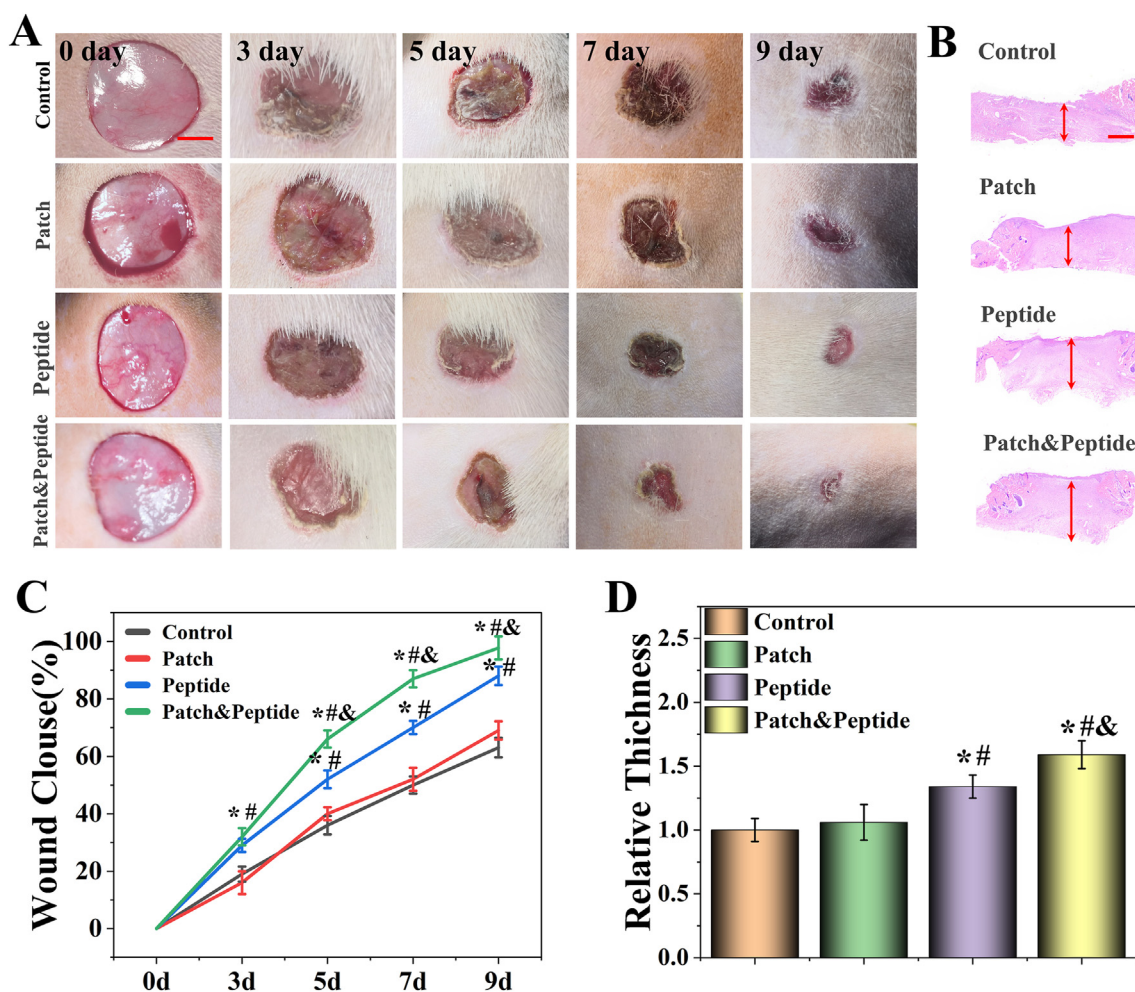 A
0 day
3 day
5 day
7 day
9 day
Control
Patch
Peptide
Patch&Peptide
B
Control
Patch
Peptide
Patch&Peptide
C
Wound Clouse(%)
100
80
60
40
20
0
0d
3d
5d
7d
9d
Control
Patch
Peptide
Patch&Peptide
*#
*#&
*#
*#&
*#
*#&
*#
D
Relative Thichness
2.5
2.0
1.5
1.0
0.5
0.0
Control
Patch
Peptide
Patch&Peptide
*#
*#&